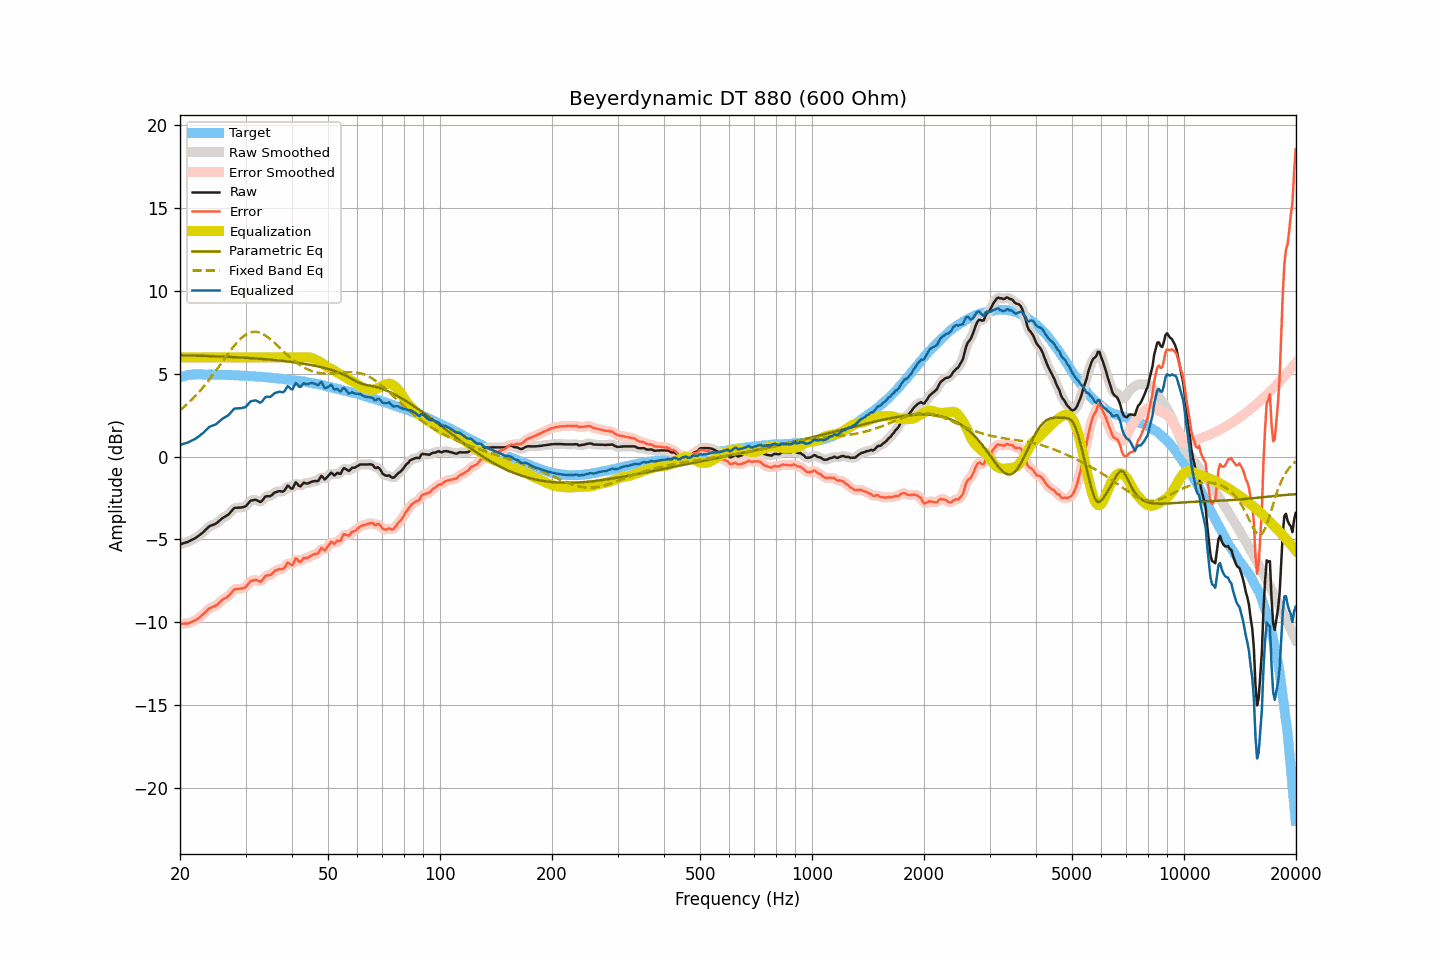 Beyerdynamic DT 880 (600 Ohm)
Target
Raw Smoothed
Error Smoothed
Raw
Error
Equalization
Parametric Eq
Fixed Band Eq
Equalized
20
15
10
5
0
−5
−10
−15
−20
Amplitude (dBr)
20 50 100 200 500 1000 2000 5000 10000 20000
Frequency (Hz)